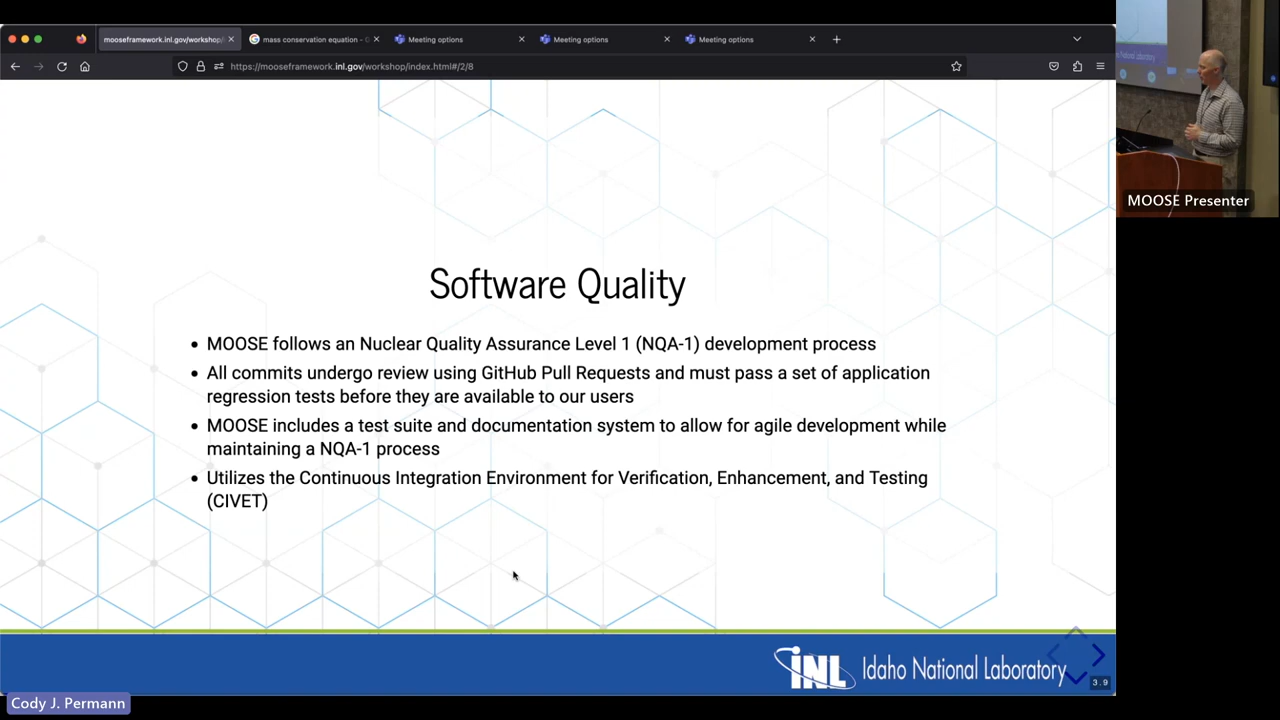 mooseframework.inl.gov/workshop/
mass conservation equation - G
Meeting options
Meeting options
Meeting options
https://mooseframework.inl.gov/workshop/index.html#/2/8
MOOSE Presenter
Software Quality
• MOOSE follows an Nuclear Quality Assurance Level 1 (NQA-1) development process
• All commits undergo review using GitHub Pull Requests and must pass a set of application
regression tests before they are available to our users
• MOOSE includes a test suite and documentation system to allow for agile development while
maintaining a NQA-1 process
• Utilizes the Continuous Integration Environment for Verification, Enhancement, and Testing
(CIVET)
INL Idaho National Laboratory
3.9
Cody J. Permann